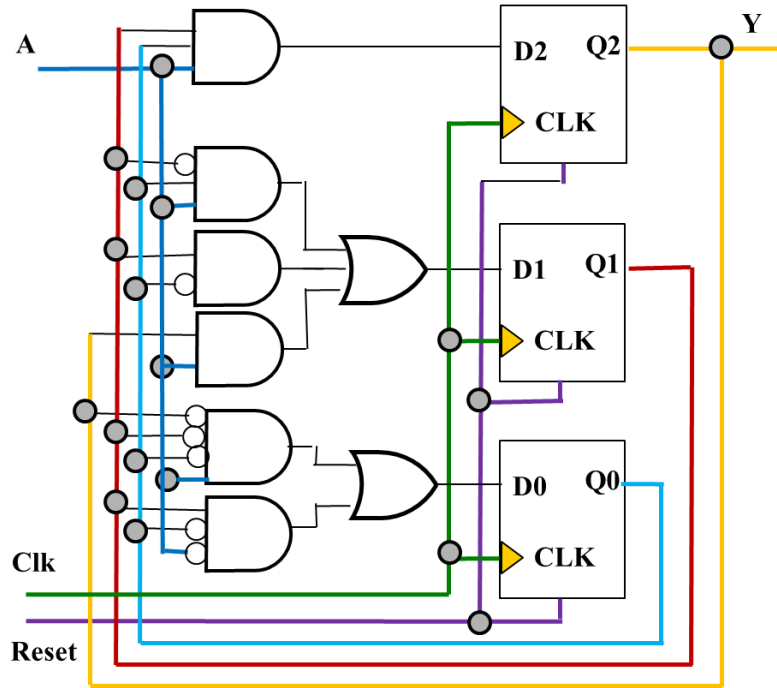 A
D2 Q2
Y
CLK
D1 Q1
CLK
D0 Q0
CLK
Clk
Reset